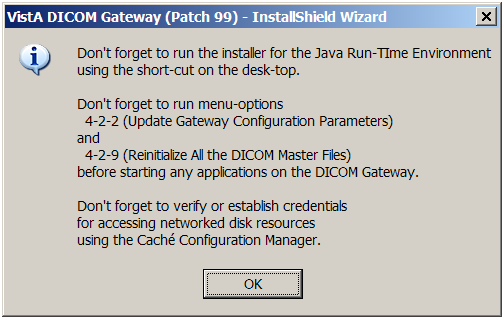 VistA DICOM Gateway (Patch 99) - InstallShield Wizard
Don't forget to run the installer for the Java Run-TIme Environment
using the short-cut on the desk-top.
Don't forget to run menu-options
4-2-2 (Update Gateway Configuration Parameters)
and
4-2-9 (Reinitialize All the DICOM Master Files)
before starting any applications on the DICOM Gateway.
Don't forget to verify or establish credentials
for accessing networked disk resources
using the Caché Configuration Manager.
OK